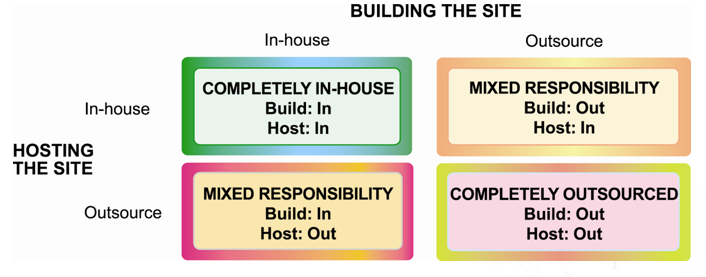 BUILDING THE SITE
In-house
Outsource
In-house
COMPLETELY IN-HOUSE
Build: In
Host: In
MIXED RESPONSIBILITY
Build: Out
Host: In
HOSTING
THE SITE
Outsource
MIXED RESPONSIBILITY
Build: In
Host: Out
COMPLETELY OUTSOURCED
Build: Out
Host: Out